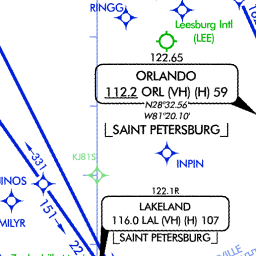 RINGG
Leesburg Intl
(LEE)
122.65
ORLANDO
112.2 ORL (VH) (H) 59
N28°32.56'
W81°20.10'
SAINT PETERSBURG
331
KJ81S
INPIN
122.1R
LAKELAND
116.0 LAL (VH) (H) 107
SAINT PETERSBURG
JINOS
MILYR
151
22